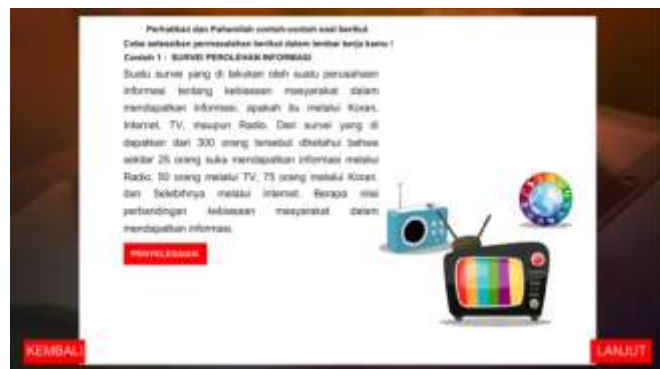 Perhatikan dan Pahamilah contoh-contoh soal berikut.
Coba selesaikan permasalahan berikut dalam lembar kerja kamu !
Contoh 1 : SURVEI PEROLEHAN INFORMASI
Suatu survei yang di lakukan oleh suatu perusahaan
informasi tentang kebiasaan masyarakat dalam
mendapatkan informasi, apakah itu melalui Koran,
Internet, TV, maupun Radio. Dari survei yang di
dapatkan dari 300 orang tersebut diketahui bahwa
sekitar 25 orang suka mendapatkan informasi melalui
Radio, 50 orang melalui TV, 75 orang melalui Koran,
dan Selebihnya melalui internet. Berapa nilai
perbandingan kebiasaan masyarakat dalam
mendapatkan informasi.
PENYELESAIAN
KEMBALI
LANJUT